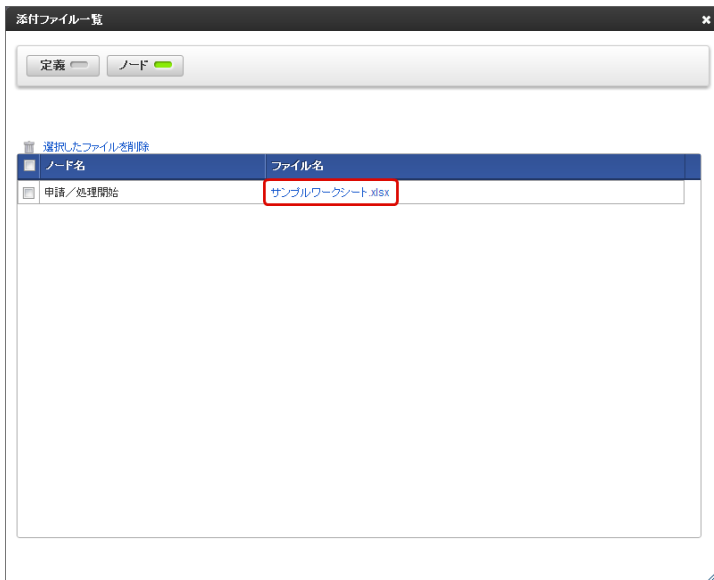 添付ファイル一覧
定義 ノード
選択したファイルを削除
ノード名 ファイル名
申請／処理開始 サンプルワークシート.xlsx